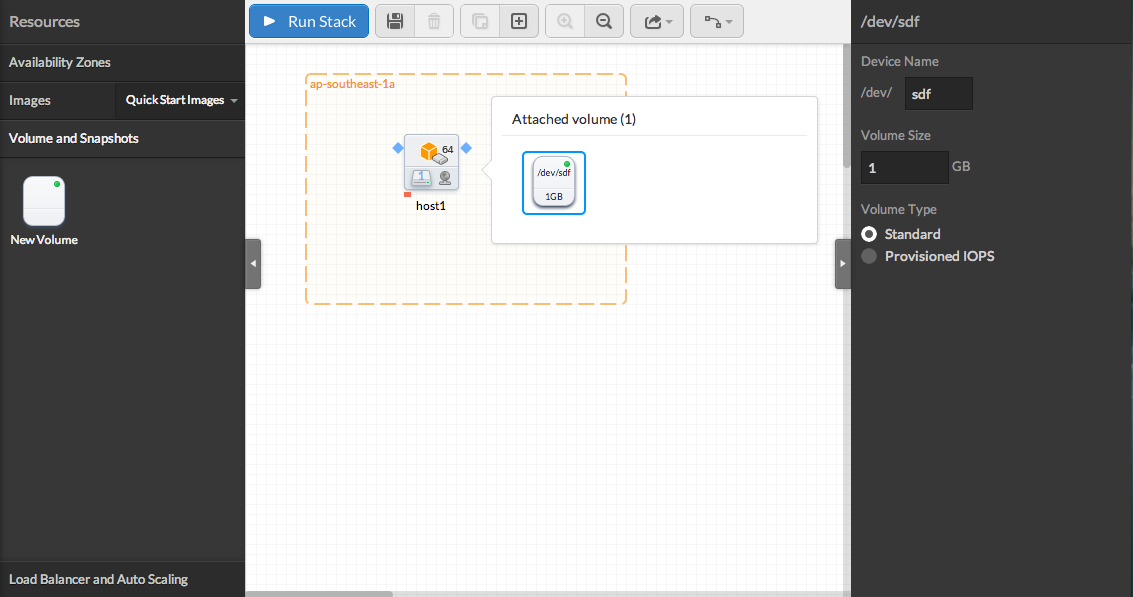 Resources
Availability Zones
Images
Quick Start Images
Volume and Snapshots
New Volume
Load Balancer and Auto Scaling
Run Stack
ap-southeast-1a
64
1
host1
Attached volume (1)
/dev/sdf
1GB
/dev/sdf
Device Name
/dev/ sdf
Volume Size
1 GB
Volume Type
Standard
Provisioned IOPS